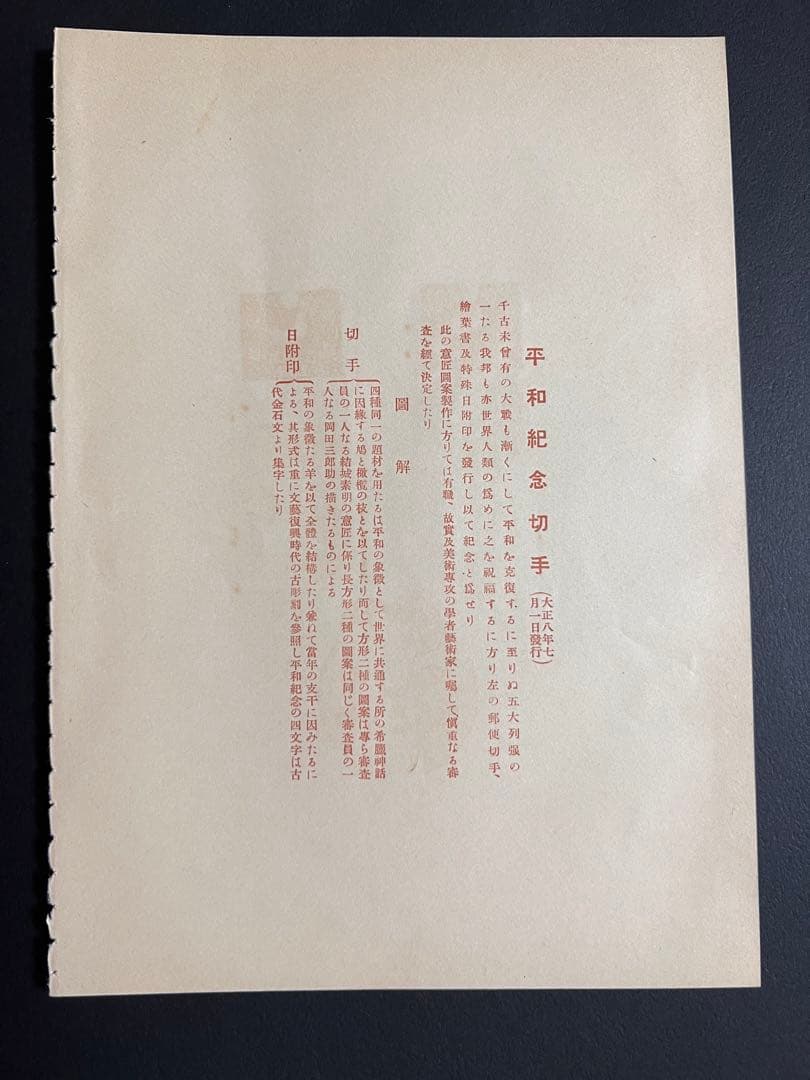 平和紀念切手（大正八年七月一日發行）
千古未曾有の大戰も漸くにして平和を克復するに至りぬ五大列强の
一たる我邦も亦世界人類の爲めに之を祝福するに方り左の郵便切手、
繪葉書及特殊日附印を發行し以て紀念と爲せり
此の意匠圖案製作に方りては有職、故實及美術專攻の學者藝術家に囑して、愼重なる審
査を經て決定したり
圖解
切手
四種同一の題材を用たるは平和の象徵として世界に共通する所の希臘神話
に因緣する鳩と橄欖の枝とを以てしたり而して方形二種の圖案は專ら審査
員の一人なる結城素明の意匠に係り長方形二種の圖案は同じく審査員の一
人なる岡田三郎助の描きたるものによる
日附印
平和の象徵たる羊を以て全體を結構したり兼ねて當年の支干に因みたるに
よる、其形式は重に文藝復興時代の古彫刻を參照し平和紀念の四文字は古
代金石文より集字したり